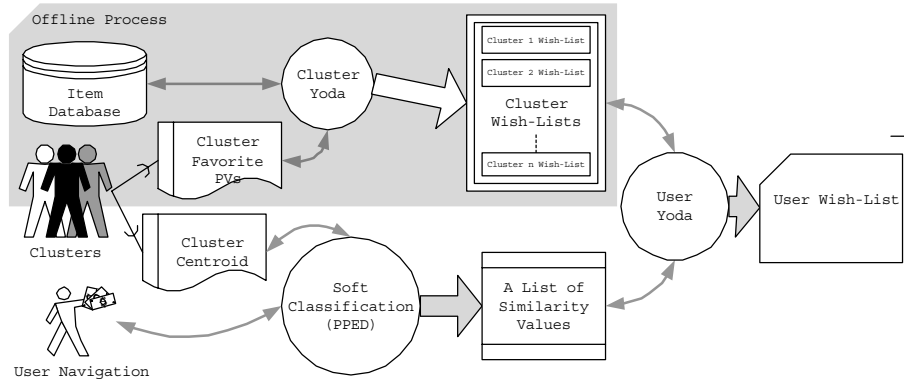 Offline Process
Item
Database
Cluster
Yoda
Cluster 1 Wish-List
Cluster 2 Wish-List
Cluster
Wish-Lists
Cluster n Wish-List
Cluster
Favorite
PVs
Clusters
Cluster
Centroid
User
Yoda
User Wish-List
Soft
Classification
(PPED)
A List of
Similarity
Values
User Navigation